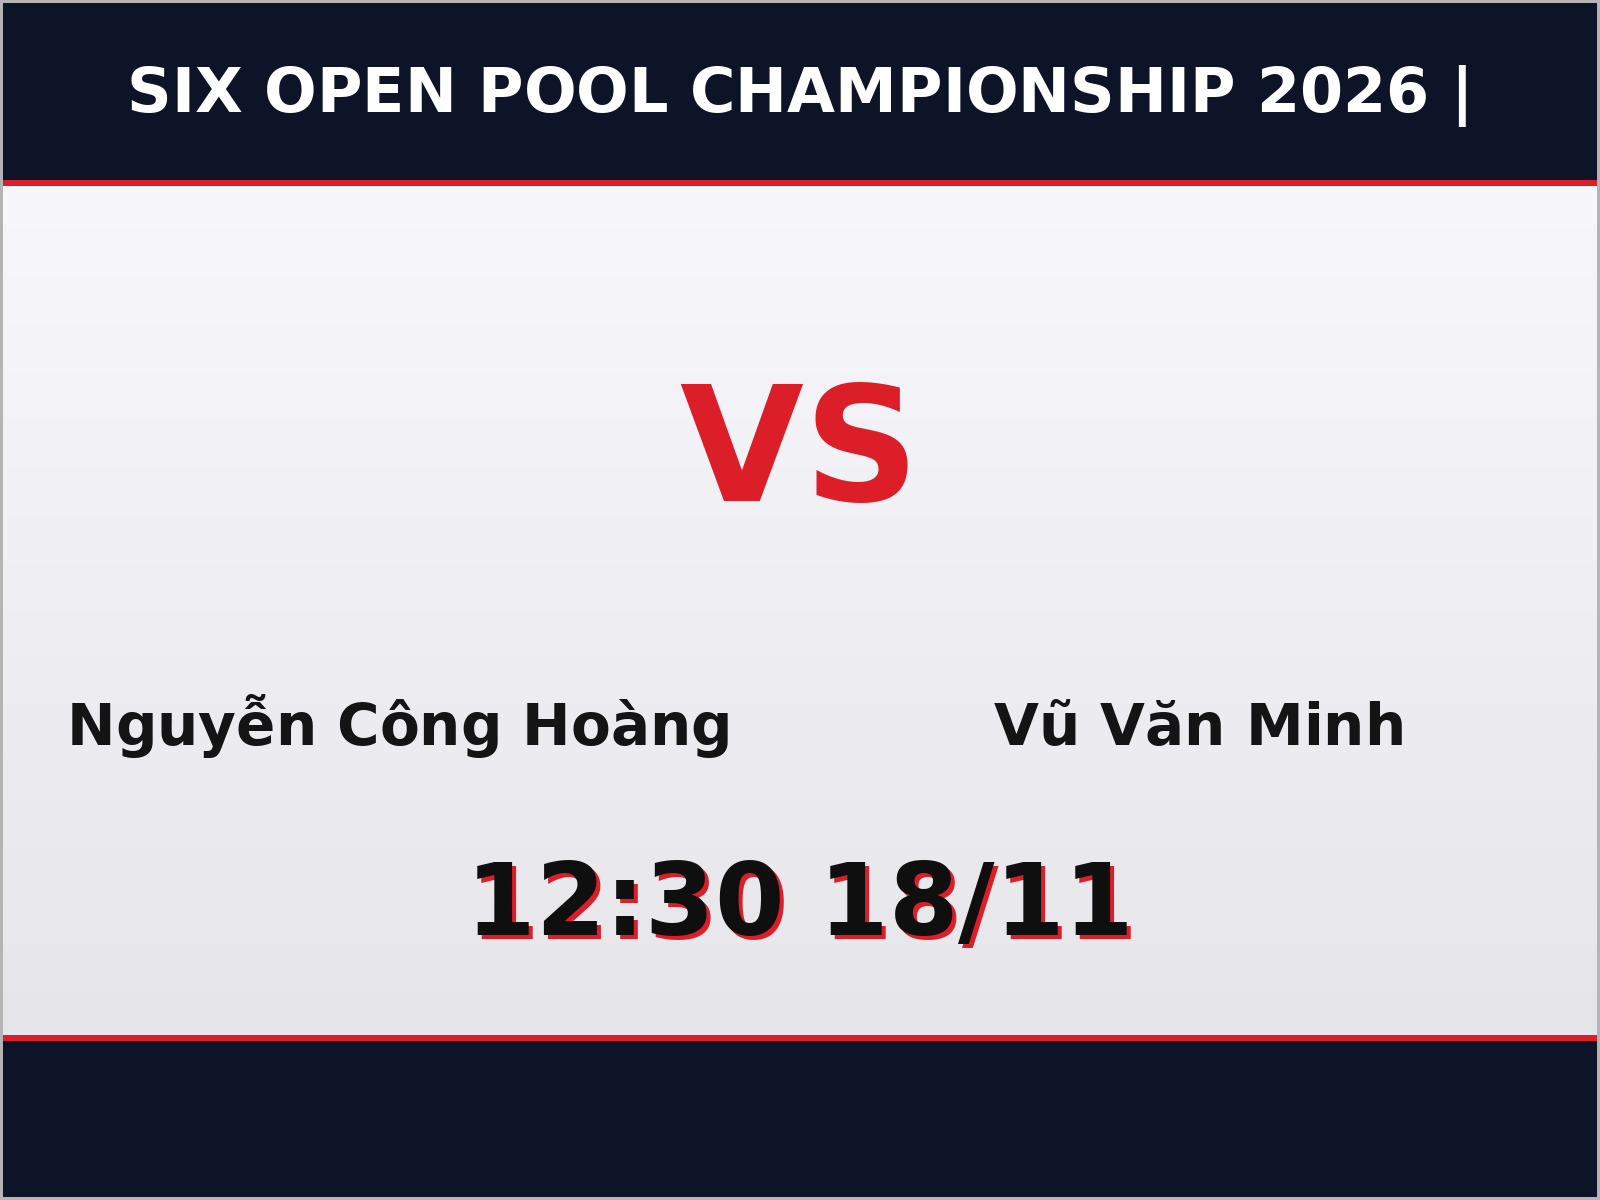 SIX OPEN POOL CHAMPIONSHIP 2026 |
VS
Nguyễn Công Hoàng
Vũ Văn Minh
12:30 18/11